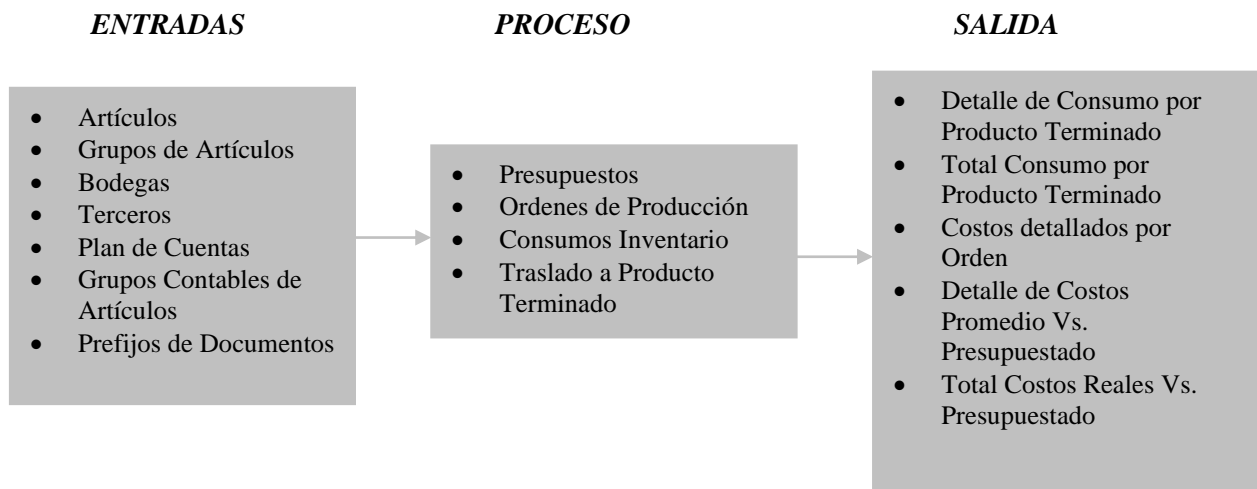 ENTRADAS
PROCESO
SALIDA
• Artículos
• Grupos de Artículos
• Bodegas
• Terceros
• Plan de Cuentas
• Grupos Contables de
Artículos
• Prefijos de Documentos
• Presupuestos
• Ordenes de Producción
• Consumos Inventario
• Traslado a Producto
Terminado
• Detalle de Consumo por
Producto Terminado
• Total Consumo por
Producto Terminado
• Costos detallados por
Orden
• Detalle de Costos
Promedio Vs.
Presupuestado
• Total Costos Reales Vs.
Presupuestado